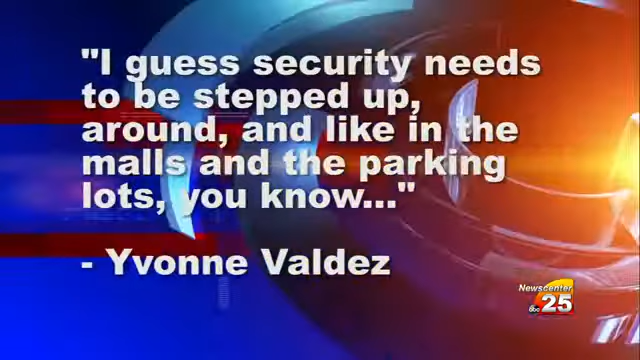 "I guess security needs
to be stepped up,
around, and like in the
malls and the parking
lots, you know..."
- Yvonne Valdez
Newscenter
abc 25